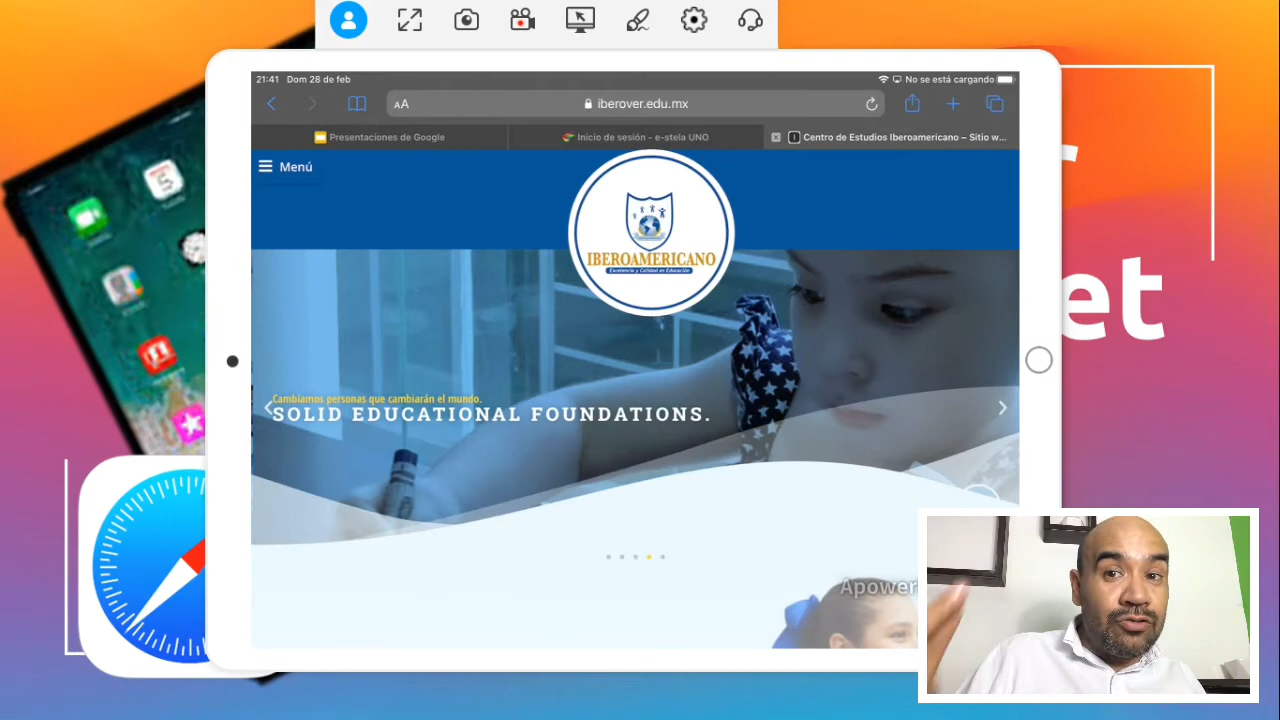 21:41 Dom 28 de feb
No se está cargando
AA
iberover.edu.mx
Presentaciones de Google
Inicio de sesión – e-stela UNO
Centro de Estudios Iberoamericano – Sitio w...
Menú
IBEROAMERICANO
Excelencia y Calidad en Educación
Cambiamos personas que cambiarán el mundo.
SOLID EDUCATIONAL FOUNDATIONS.
et
5
Apower